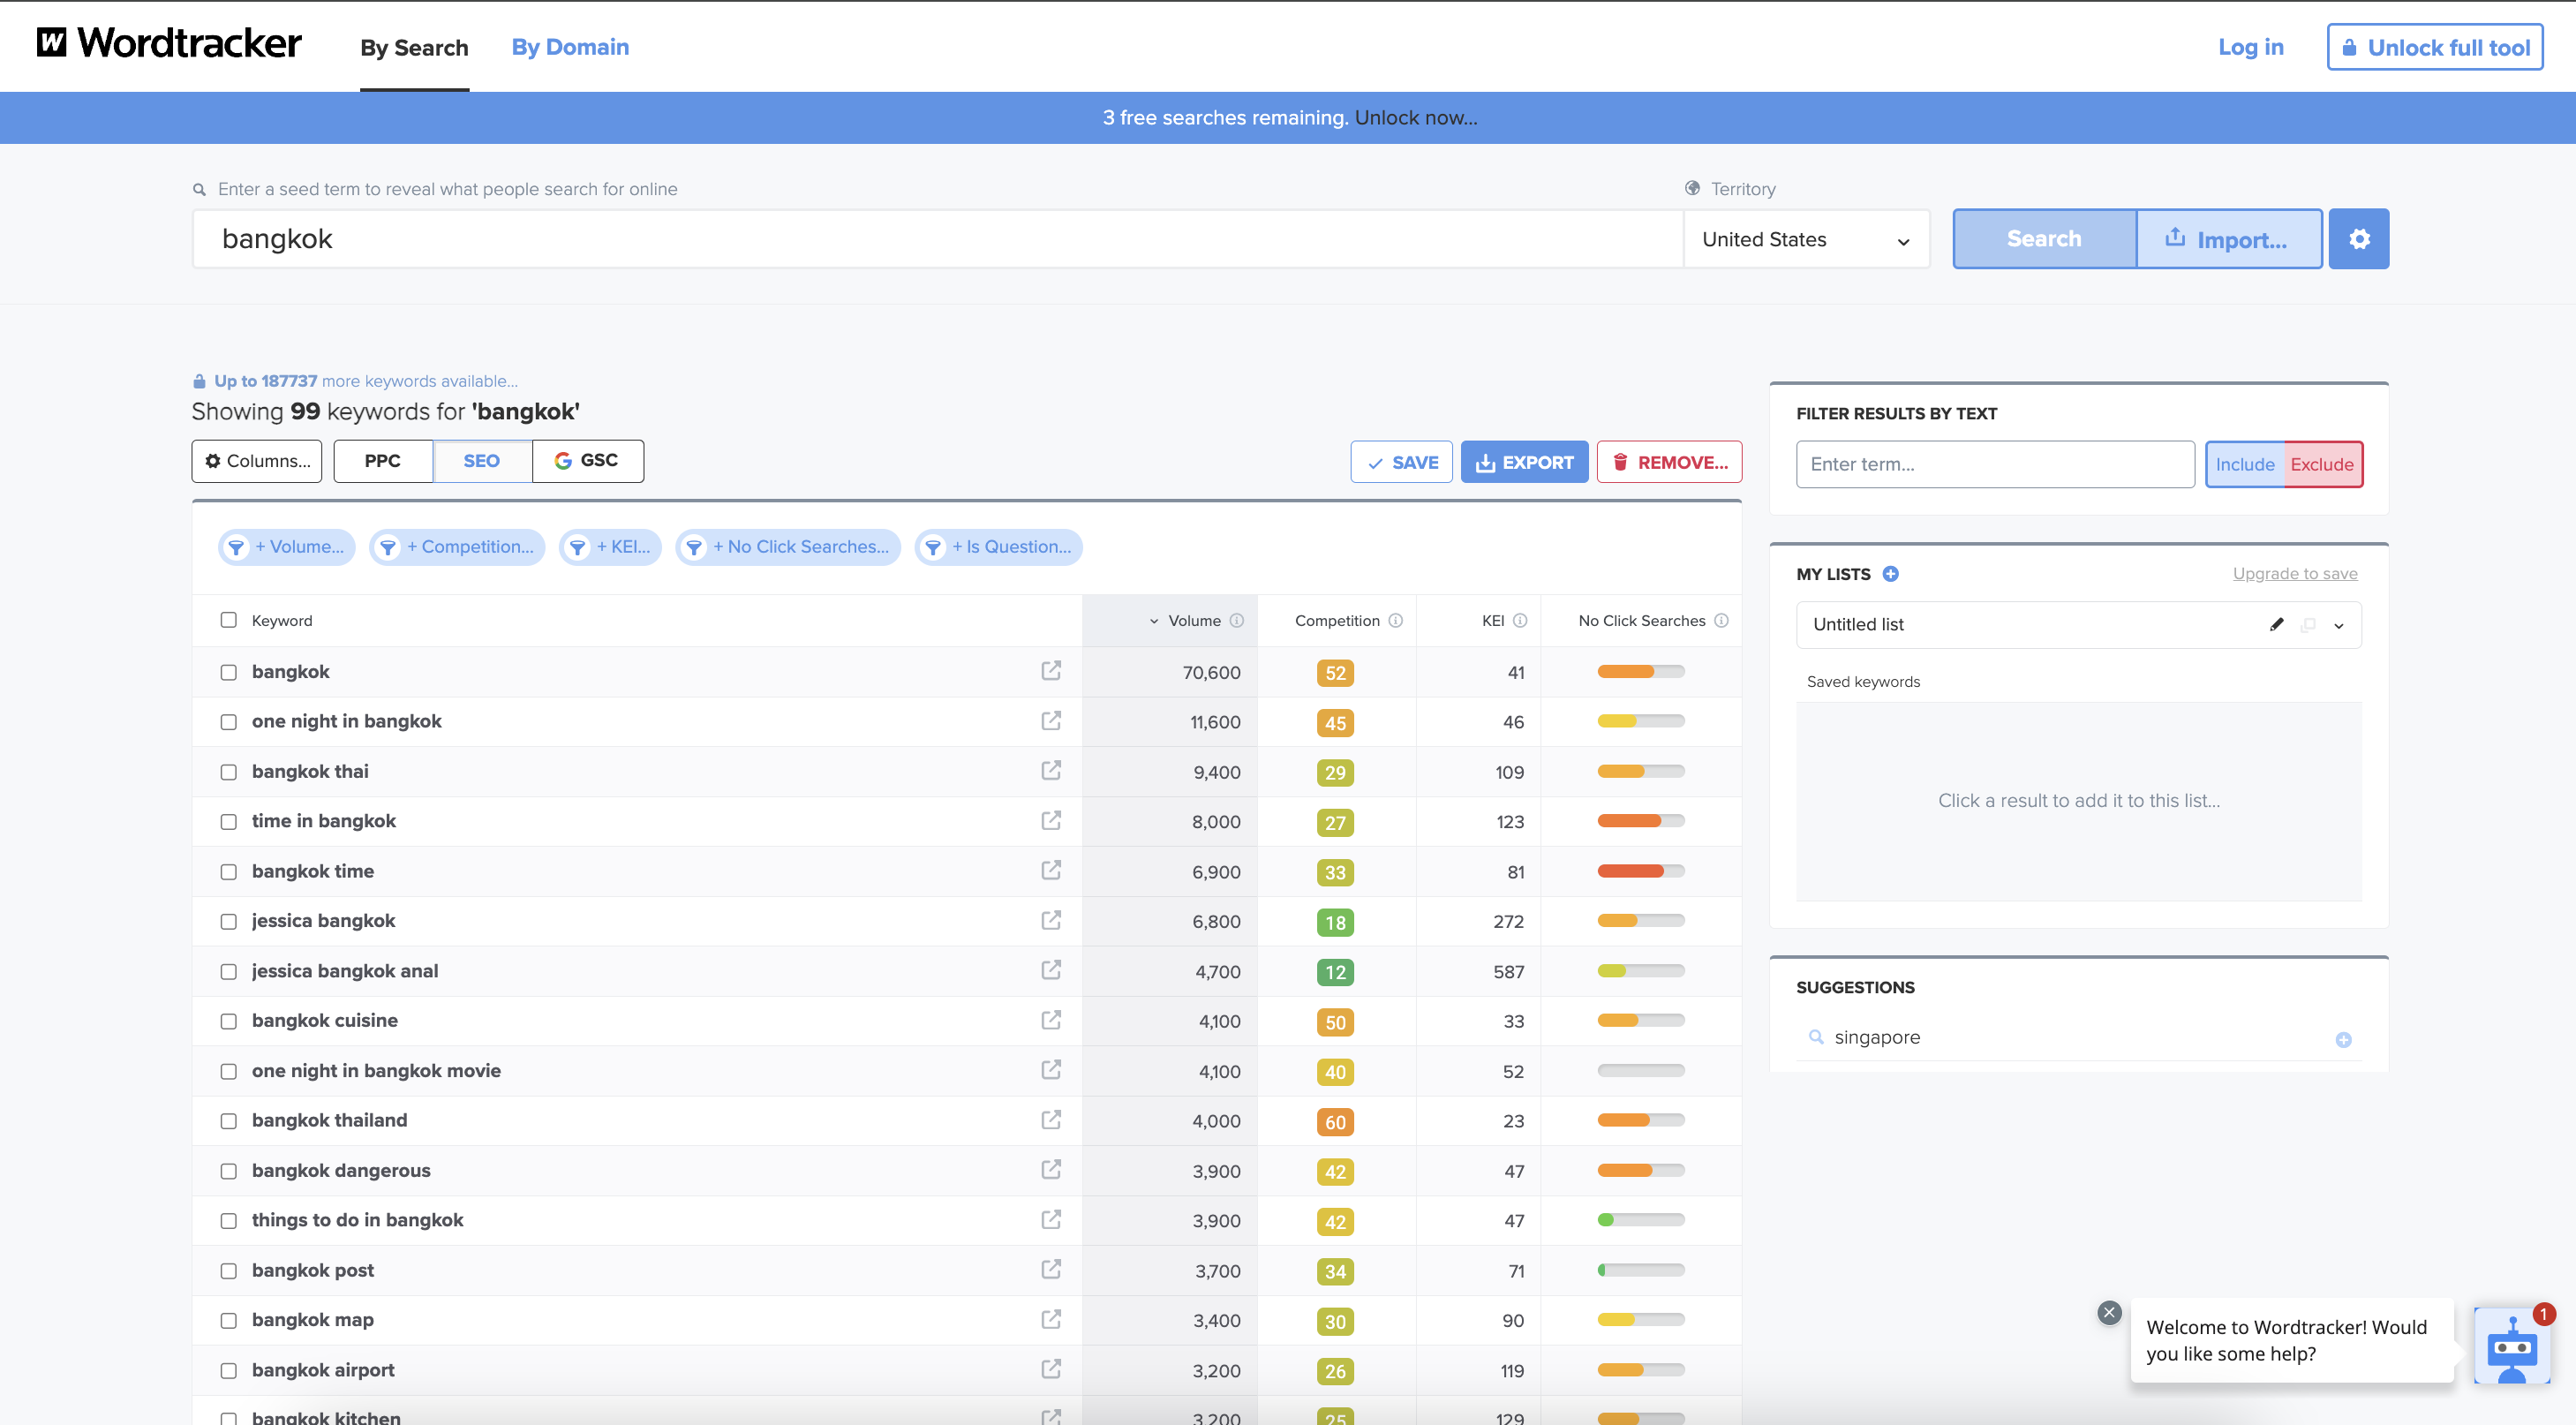 W Wordtracker By Search By Domain Log in Unlock full tool
3 free searches remaining. Unlock now...
Enter a seed term to reveal what people search for online Territory
bangkok United States Search Import...
Up to 187737 more keywords available...
Showing 99 keywords for 'bangkok'
Columns... PPC SEO GSC SAVE EXPORT REMOVE...
+ Volume... + Competition... + KEI... + No Click Searches... + Is Question...
Keyword Volume Competition KEI No Click Searches
bangkok 70,600 52 41
one night in bangkok 11,600 45 46
bangkok thai 9,400 29 109
time in bangkok 8,000 27 123
bangkok time 6,900 33 81
jessica bangkok 6,800 18 272
jessica bangkok anal 4,700 12 587
bangkok cuisine 4,100 50 33
one night in bangkok movie 4,100 40 52
bangkok thailand 4,000 60 23
bangkok dangerous 3,900 42 47
things to do in bangkok 3,900 42 47
bangkok post 3,700 34 71
bangkok map 3,400 30 90
bangkok airport 3,200 26 119
bangkok kitchen 3,200 25 129
FILTER RESULTS BY TEXT
Enter term... Include Exclude
MY LISTS Upgrade to save
Untitled list
Saved keywords
Click a result to add it to this list...
SUGGESTIONS
singapore
Welcome to Wordtracker! Would
you like some help?
1